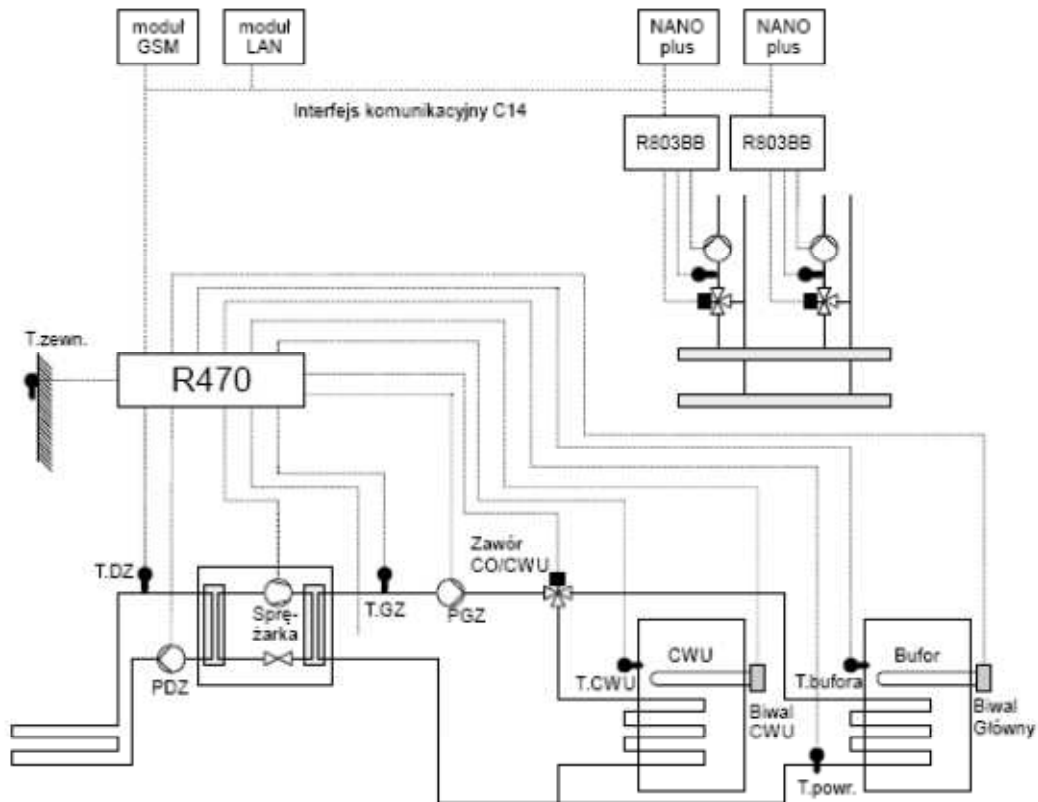 moduł
GSM
moduł
LAN
NANO
plus
NANO
plus
Interfejs komunikacyjny C14
R803BB
R803BB
T.zewn.
R470
Zawór
CO/CWU
T.DZ
T.GZ
PGZ
Sprę-
żarka
PDZ
CWU
T.CWU
Biwal
CWU
Bufor
T.bufora
Biwal
Główny
T.powr.